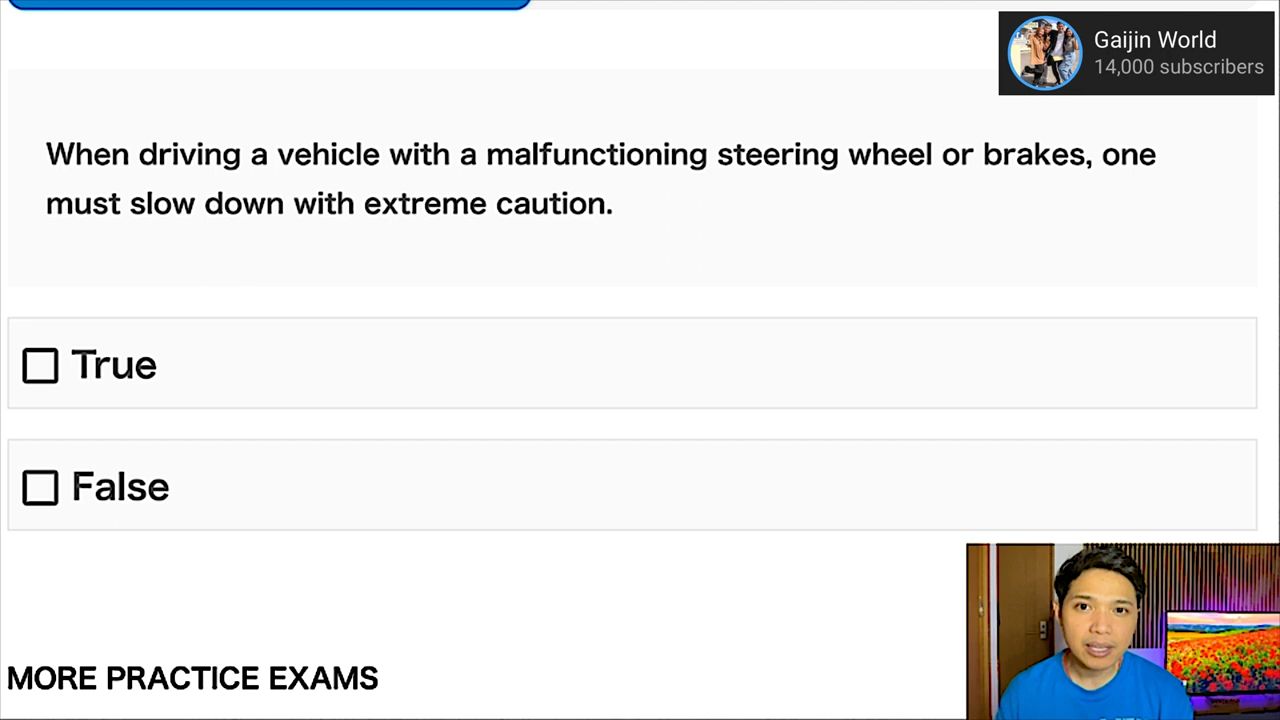 Gaijin World
14,000 subscribers
When driving a vehicle with a malfunctioning steering wheel or brakes, one
must slow down with extreme caution.
True
False
MORE PRACTICE EXAMS